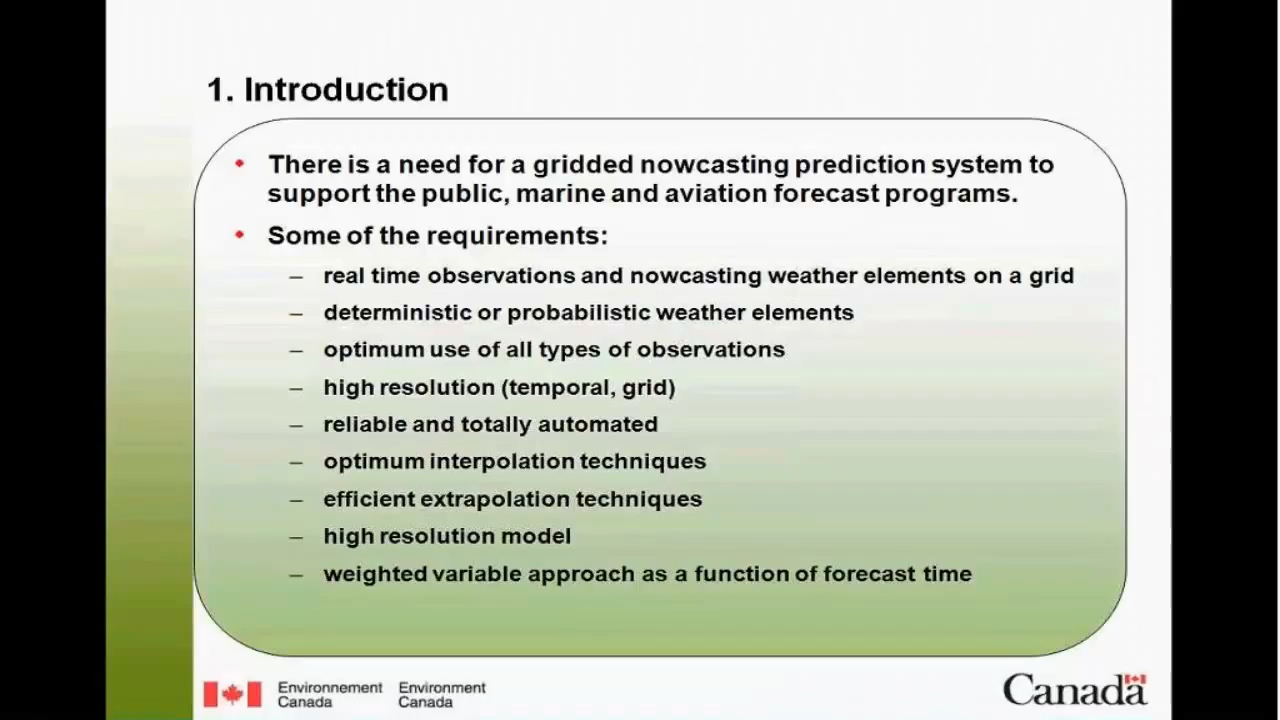 1. Introduction
• There is a need for a gridded nowcasting prediction system to
support the public, marine and aviation forecast programs.
• Some of the requirements:
– real time observations and nowcasting weather elements on a grid
– deterministic or probabilistic weather elements
– optimum use of all types of observations
– high resolution (temporal, grid)
– reliable and totally automated
– optimum interpolation techniques
– efficient extrapolation techniques
– high resolution model
– weighted variable approach as a function of forecast time
Environnement Environment
Canada Canada
Canada